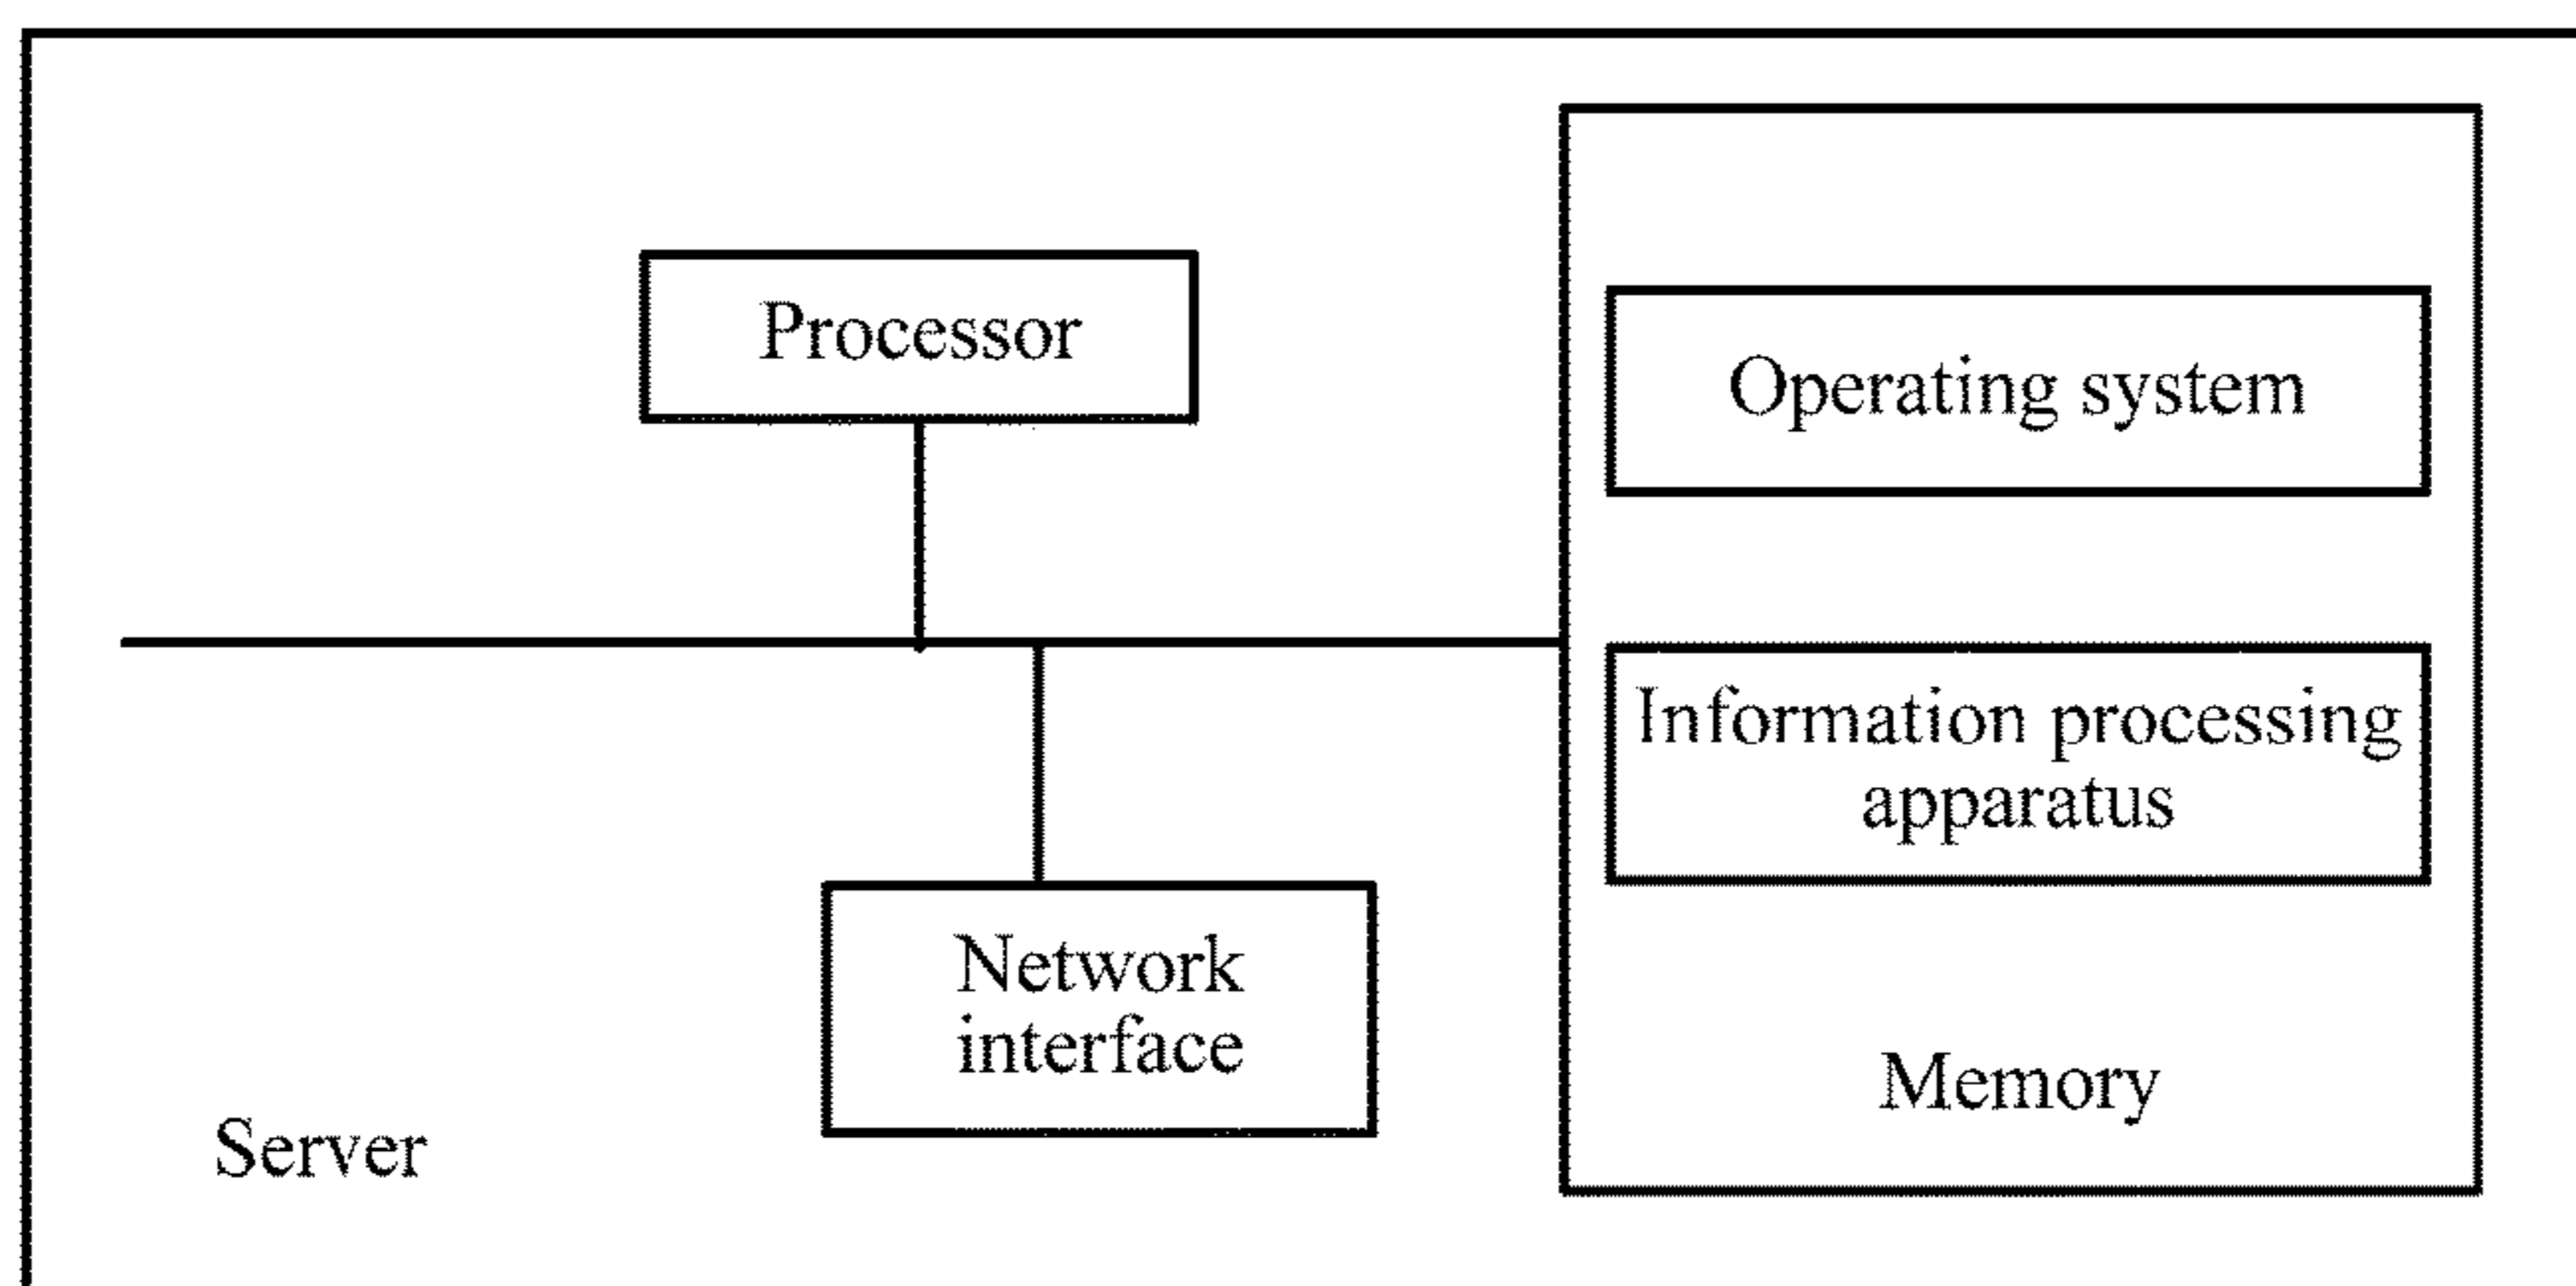 Processor
Operating system
Information processing
apparatus
Network
interface
Memory
Server